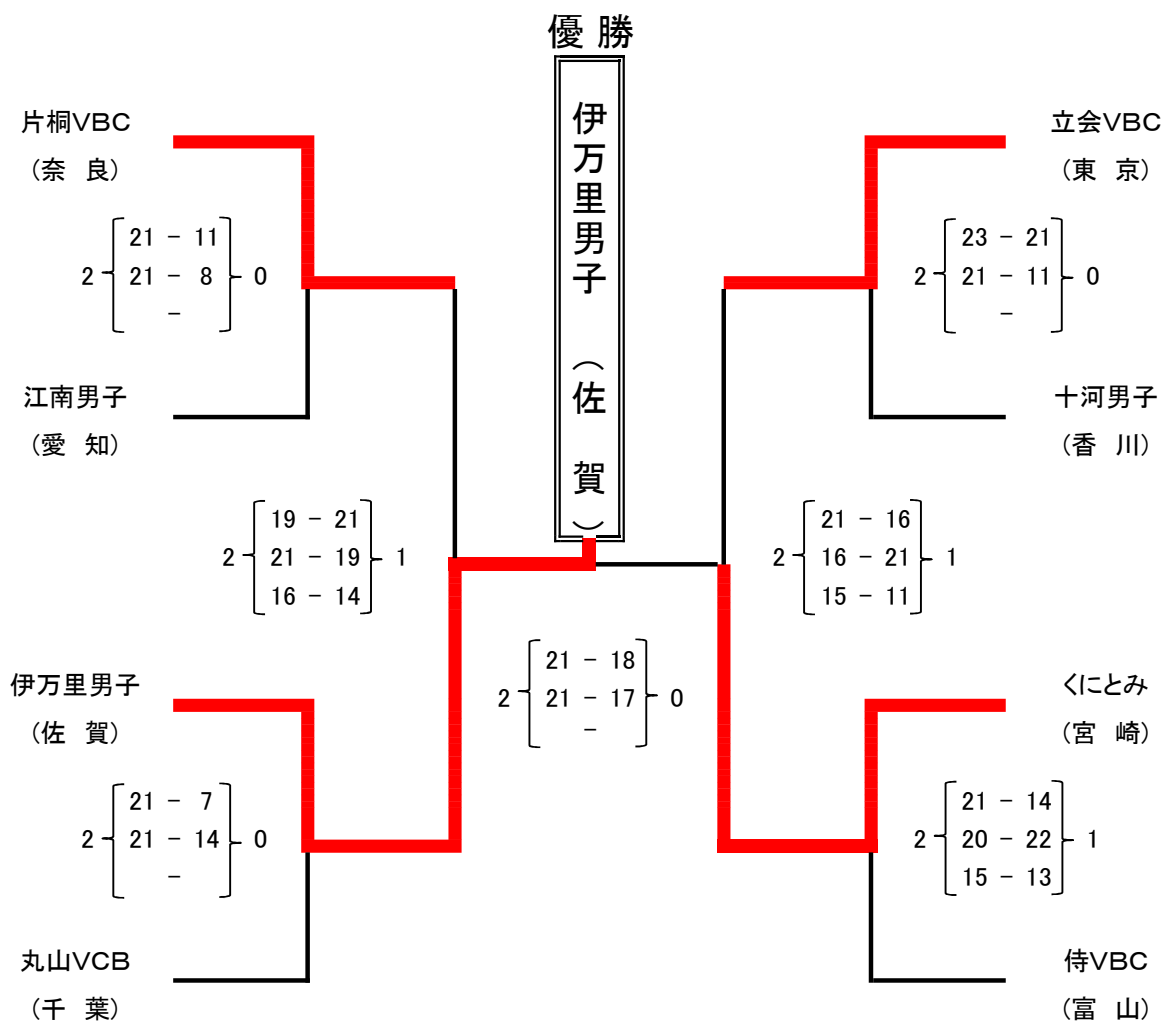 優勝
伊万里男子 (佐 賀)
片桐VBC
(奈 良)
2 21 - 11 0
21 - 8
-
江南男子
(愛 知)
2 19 - 21 1
21 - 19
16 - 14
伊万里男子
(佐 賀)
2 21 - 7 0
21 - 14
-
丸山VCB
(千 葉)
2 21 - 18 0
21 - 17
-
立会VBC
(東 京)
2 23 - 21 0
21 - 11
-
十河男子
(香 川)
2 21 - 16 1
16 - 21
15 - 11
くにとみ
(宮 崎)
2 21 - 14 1
20 - 22
15 - 13
侍VBC
(富 山)